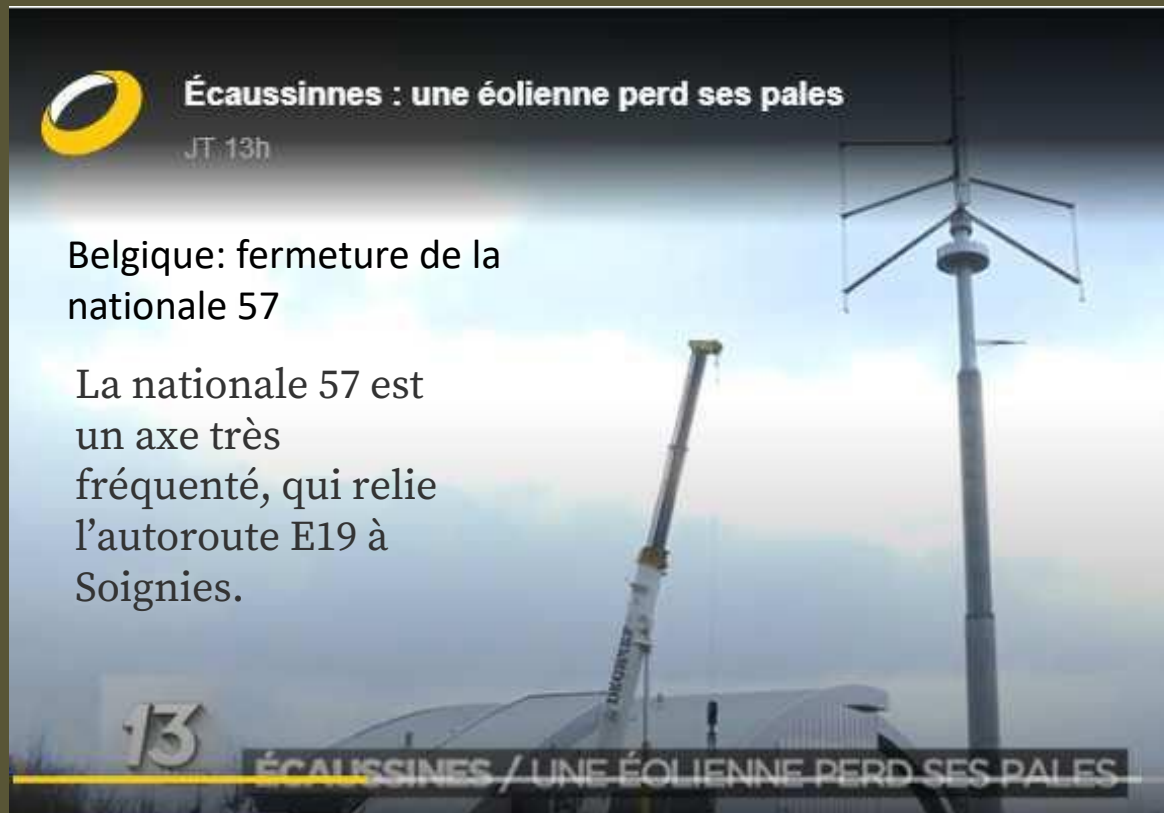 Écaussinnes : une éolienne perd ses pales
JT 13h
Belgique: fermeture de la
nationale 57
La nationale 57 est
un axe très
fréquenté, qui relie
l’autoroute E19 à
Soignies.
13
ÉCAUSSINES / UNE ÉOLIENNE PERD SES PALES